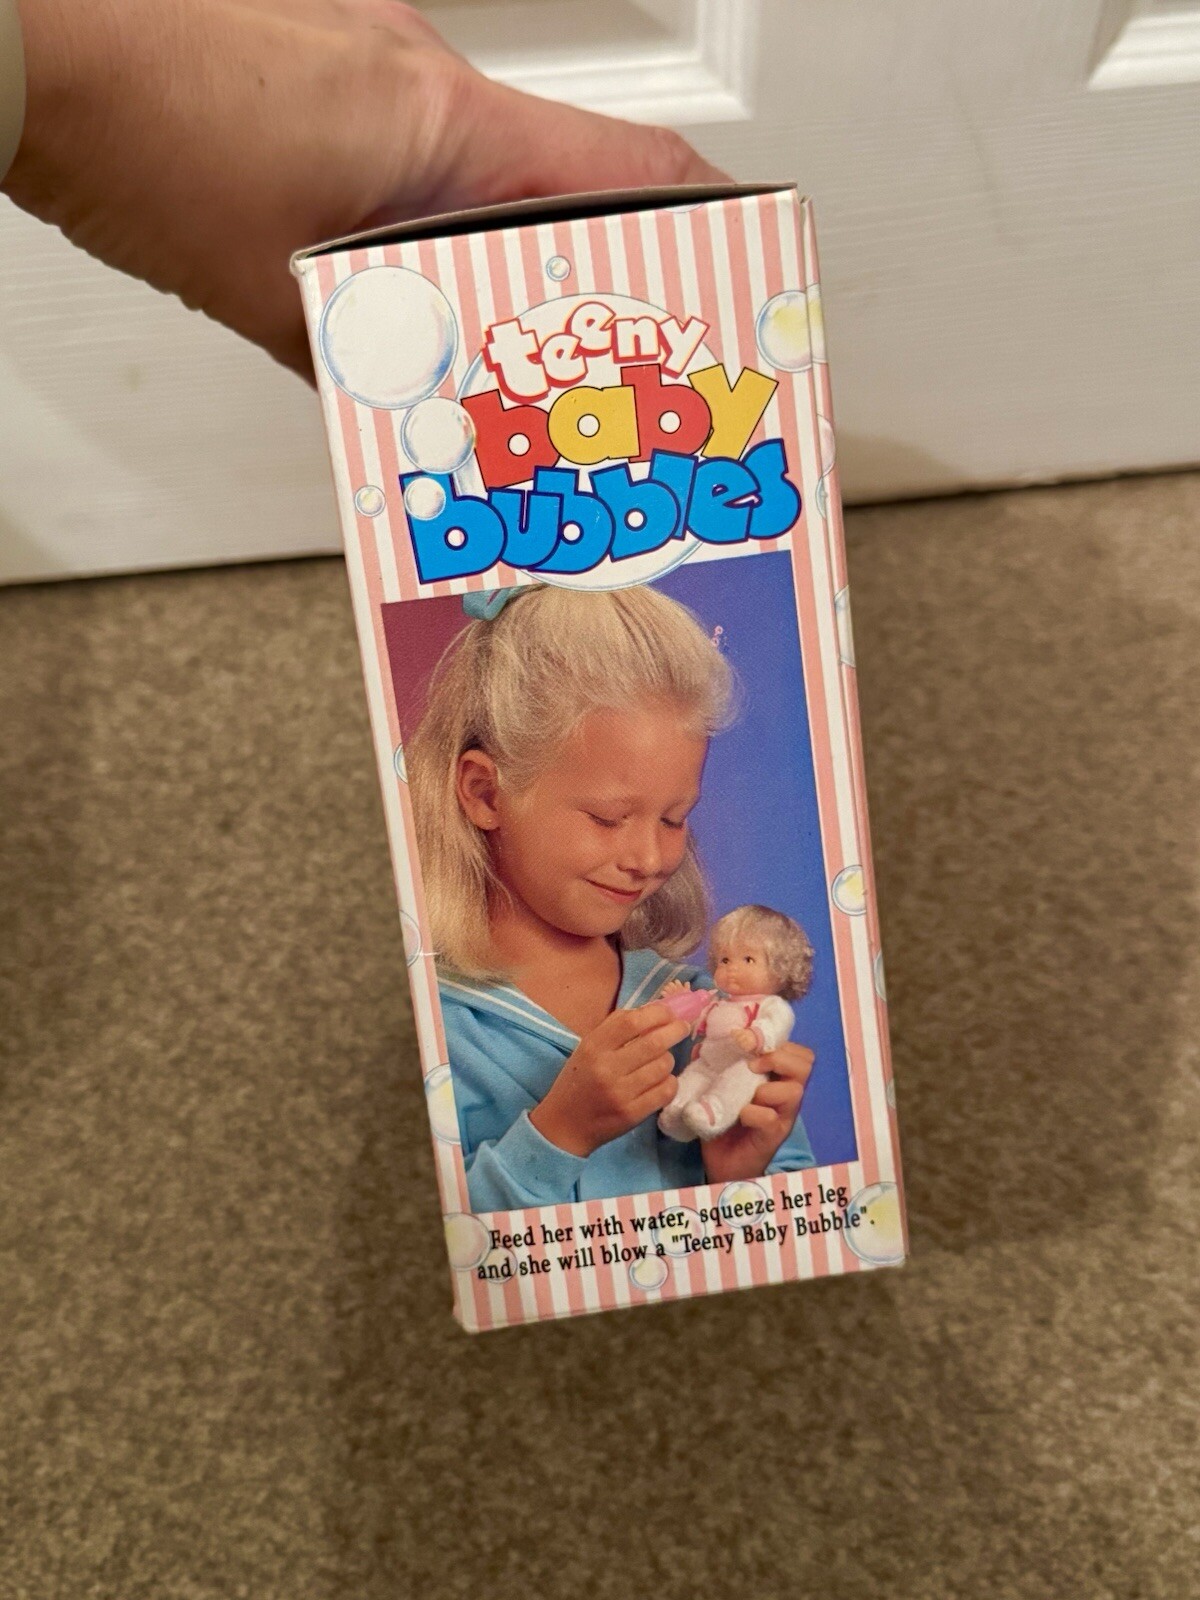 teeny
baby
bubbles
Feed her with water, squeeze her leg
and she will blow a "Teeny Baby Bubble".